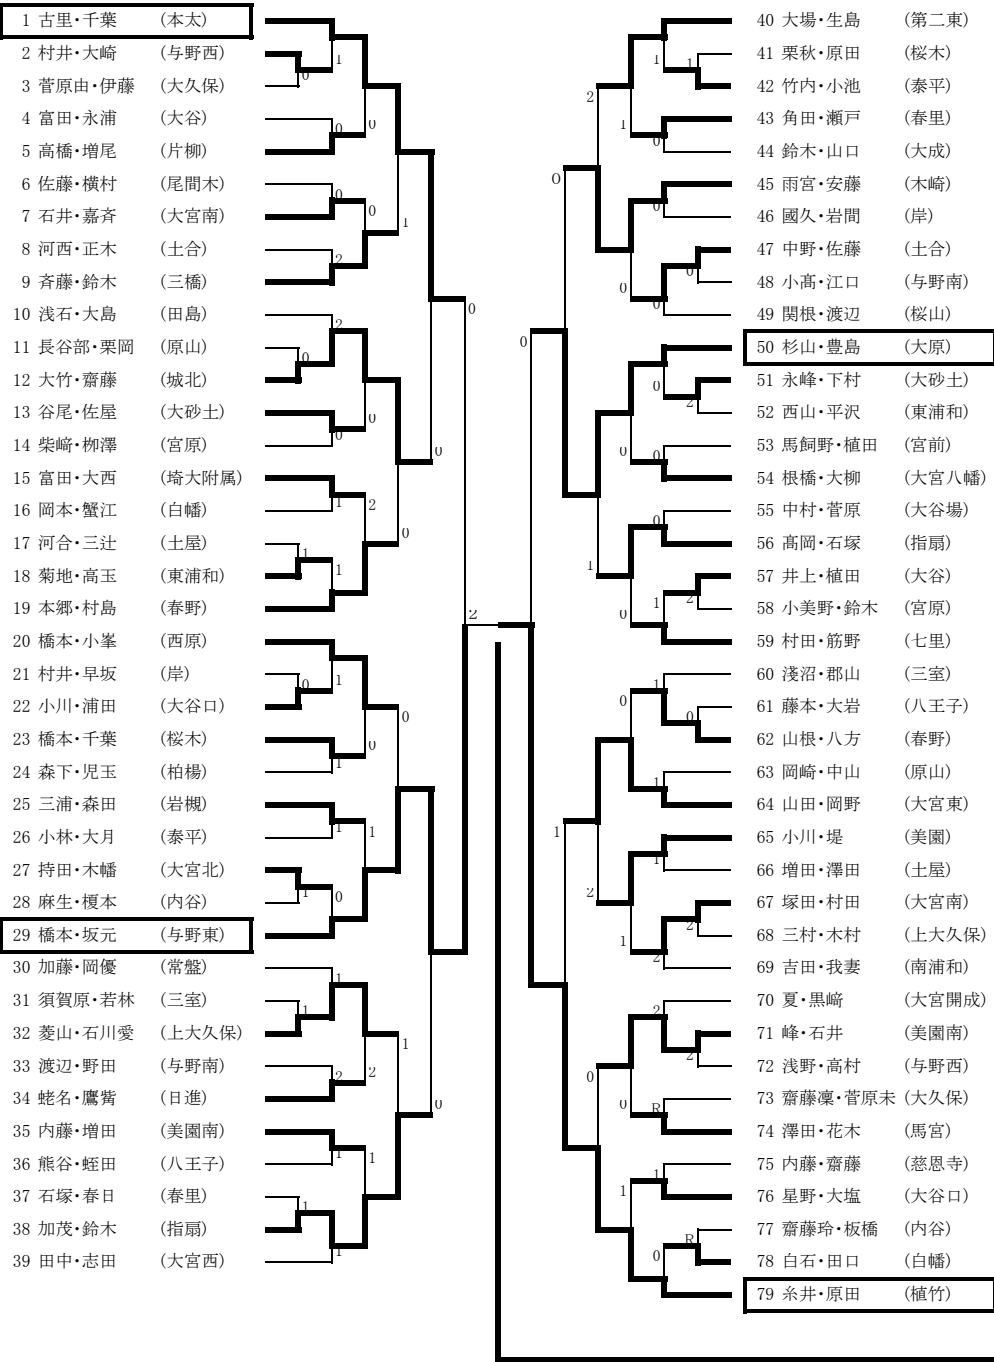 1 古里・千葉 (本太)
2 村井・大崎 (与野西)
3 菅原由・伊藤 (大久保)
4 富田・永浦 (大谷)
5 高橋・増尾 (片柳)
6 佐藤・横村 (尾間木)
7 石井・嘉斉 (大宮南)
8 河西・正木 (土合)
9 斉藤・鈴木 (三橋)
10 浅石・大島 (田島)
11 長谷部・栗岡 (原山)
12 大竹・齋藤 (城北)
13 谷尾・佐屋 (大砂土)
14 柴﨑・栁澤 (宮原)
15 富田・大西 (埼大附属)
16 岡本・蟹江 (白幡)
17 河合・三辻 (土屋)
18 菊地・高玉 (東浦和)
19 本郷・村島 (春野)
20 橋本・小峯 (西原)
21 村井・早坂 (岸)
22 小川・浦田 (大谷口)
23 橋本・千葉 (桜木)
24 森下・児玉 (柏楊)
25 三浦・森田 (岩槻)
26 小林・大月 (泰平)
27 持田・木幡 (大宮北)
28 麻生・榎本 (内谷)
29 橋本・坂元 (与野東)
30 加藤・岡優 (常盤)
31 須賀原・若林 (三室)
32 菱山・石川愛 (上大久保)
33 渡辺・野田 (与野南)
34 蛯名・鷹觜 (日進)
35 内藤・増田 (美園南)
36 熊谷・蛭田 (八王子)
37 石塚・春日 (春里)
38 加茂・鈴木 (指扇)
39 田中・志田 (大宮西)
40 大場・生島 (第二東)
41 栗秋・原田 (桜木)
42 竹内・小池 (泰平)
43 角田・瀬戸 (春里)
44 鈴木・山口 (大成)
45 雨宮・安藤 (木崎)
46 國久・岩間 (岸)
47 中野・佐藤 (土合)
48 小髙・江口 (与野南)
49 関根・渡辺 (桜山)
50 杉山・豊島 (大原)
51 永峰・下村 (大砂土)
52 西山・平沢 (東浦和)
53 馬飼野・植田 (宮前)
54 根橋・大柳 (大宮八幡)
55 中村・菅原 (大谷場)
56 髙岡・石塚 (指扇)
57 井上・植田 (大谷)
58 小美野・鈴木 (宮原)
59 村田・筋野 (七里)
60 淺沼・郡山 (三室)
61 藤本・大岩 (八王子)
62 山根・八方 (春野)
63 岡崎・中山 (原山)
64 山田・岡野 (大宮東)
65 小川・堤 (美園)
66 増田・澤田 (土屋)
67 塚田・村田 (大宮南)
68 三村・木村 (上大久保)
69 吉田・我妻 (南浦和)
70 夏・黒﨑 (大宮開成)
71 峰・石井 (美園南)
72 浅野・高村 (与野西)
73 齋藤凜・菅原未 (大久保)
74 澤田・花木 (馬宮)
75 内藤・齋藤 (慈恩寺)
76 星野・大塩 (大谷口)
77 齋藤玲・板橋 (内谷)
78 白石・田口 (白幡)
79 糸井・原田 (植竹)